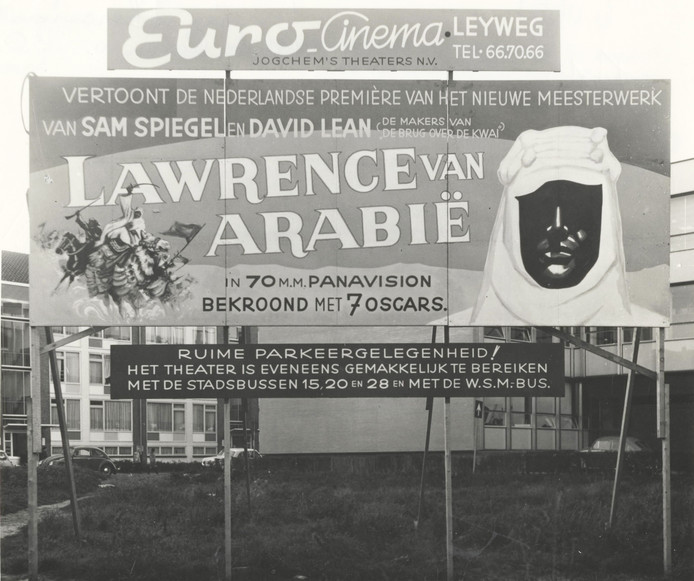 Euro-Cinema. LEYWEG
JOGCHEM'S THEATERS N.V. TEL. 66.70.66
VERTOONT DE NEDERLANDSE PREMIÈRE VAN HET NIEUWE MEESTERWERK
VAN SAM SPIEGEL EN DAVID LEAN (DE MAKERS VAN
'DE BRUG OVER DE KWAI')
LAWRENCE VAN
ARABIË
IN 70 M.M. PANAVISION
BEKROOND MET 7 OSCARS.
RUIME PARKEERGELEGENHEID!
HET THEATER IS EVENEENS GEMAKKELIJK TE BEREIKEN
MET DE STADSBUSSEN 15, 20 EN 28 EN MET DE W.S.M.-BUS.